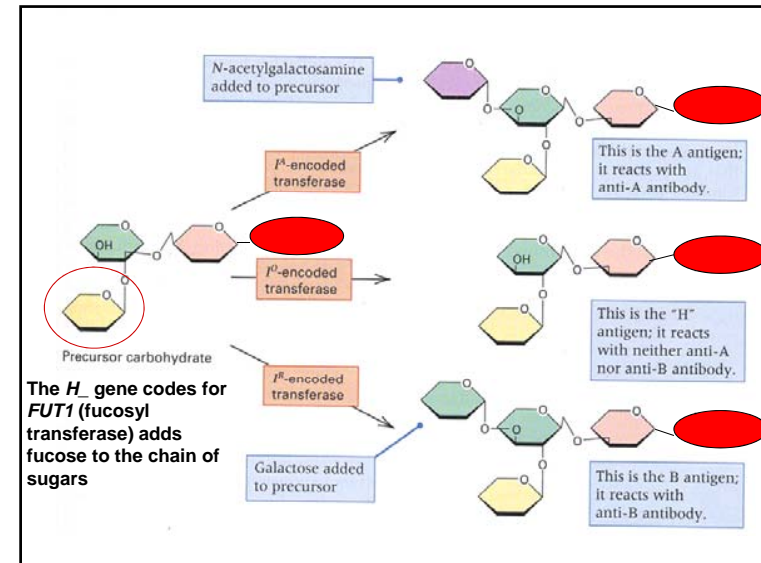 N-acetylgalactosamine
added to precursor
I^A-encoded
transferase
This is the A antigen;
it reacts with
anti-A antibody.
OH
O
Precursor carbohydrate
I^O-encoded
transferase
OH
This is the "H"
antigen; it reacts
with neither anti-A
nor anti-B antibody.
The H_ gene codes for
FUT1 (fucosyl
transferase) adds
fucose to the chain of
sugars
I^B-encoded
transferase
Galactose added
to precursor
This is the B antigen;
it reacts with
anti-B antibody.